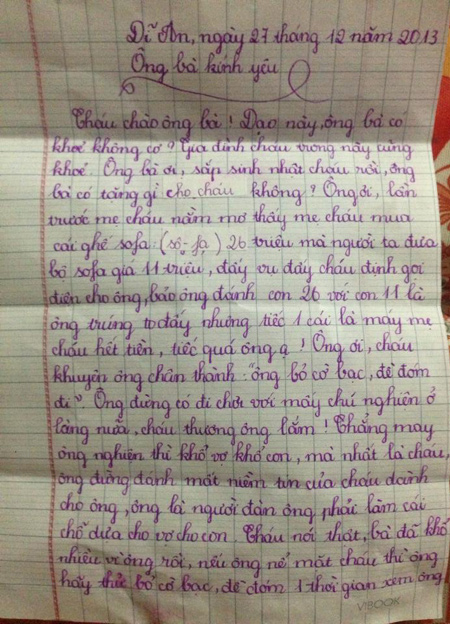 Dĩ An, ngày 27 tháng 12 năm 2013
Ông bà kính yêu
Cháu chào ông bà ! Dạo này, ông bà có
khoẻ không cơ ? Gia đình cháu trong này cũng
khoẻ. Ông bà ơi, sắp sinh nhật cháu rồi, ông
bà có tặng gì cho cháu không ? Ông ơi, lần
trước mẹ cháu nằm mơ thấy mẹ cháu mua
cái ghế sofa (sô-fa) 26 triệu mà người ta đưa
bộ sofa giá 11 triệu, đấy vu đấy cháu định gọi
điện cho ông, bảo ông đánh con 26 với con 11 là
ông trúng to đấy nhưng tiếc 1 cái là máy mẹ
cháu hết tiền, tiếc quá ông ạ ! Ông ơi, cháu
khuyên ông chân thành: "ông bỏ cờ bạc, đề đóm
đi". Ông đừng có đi chơi với mấy chú nghiện ở
làng nữa, cháu thương ông lắm ! Chẳng may
ông nghiện thì khổ vợ khổ con, mà nhất là cháu,
ông đừng đánh mất niềm tin của cháu dành
cho ông, ông là người đàn ông phải làm cái
chỗ dựa cho vợ cho con. Cháu nói thật, bà đã khổ
nhiều vì ông rồi, nếu ông nể mặt cháu thì ông
hãy thử bỏ cờ bạc, đề đóm 1 thời gian xem ông
VIBOOK